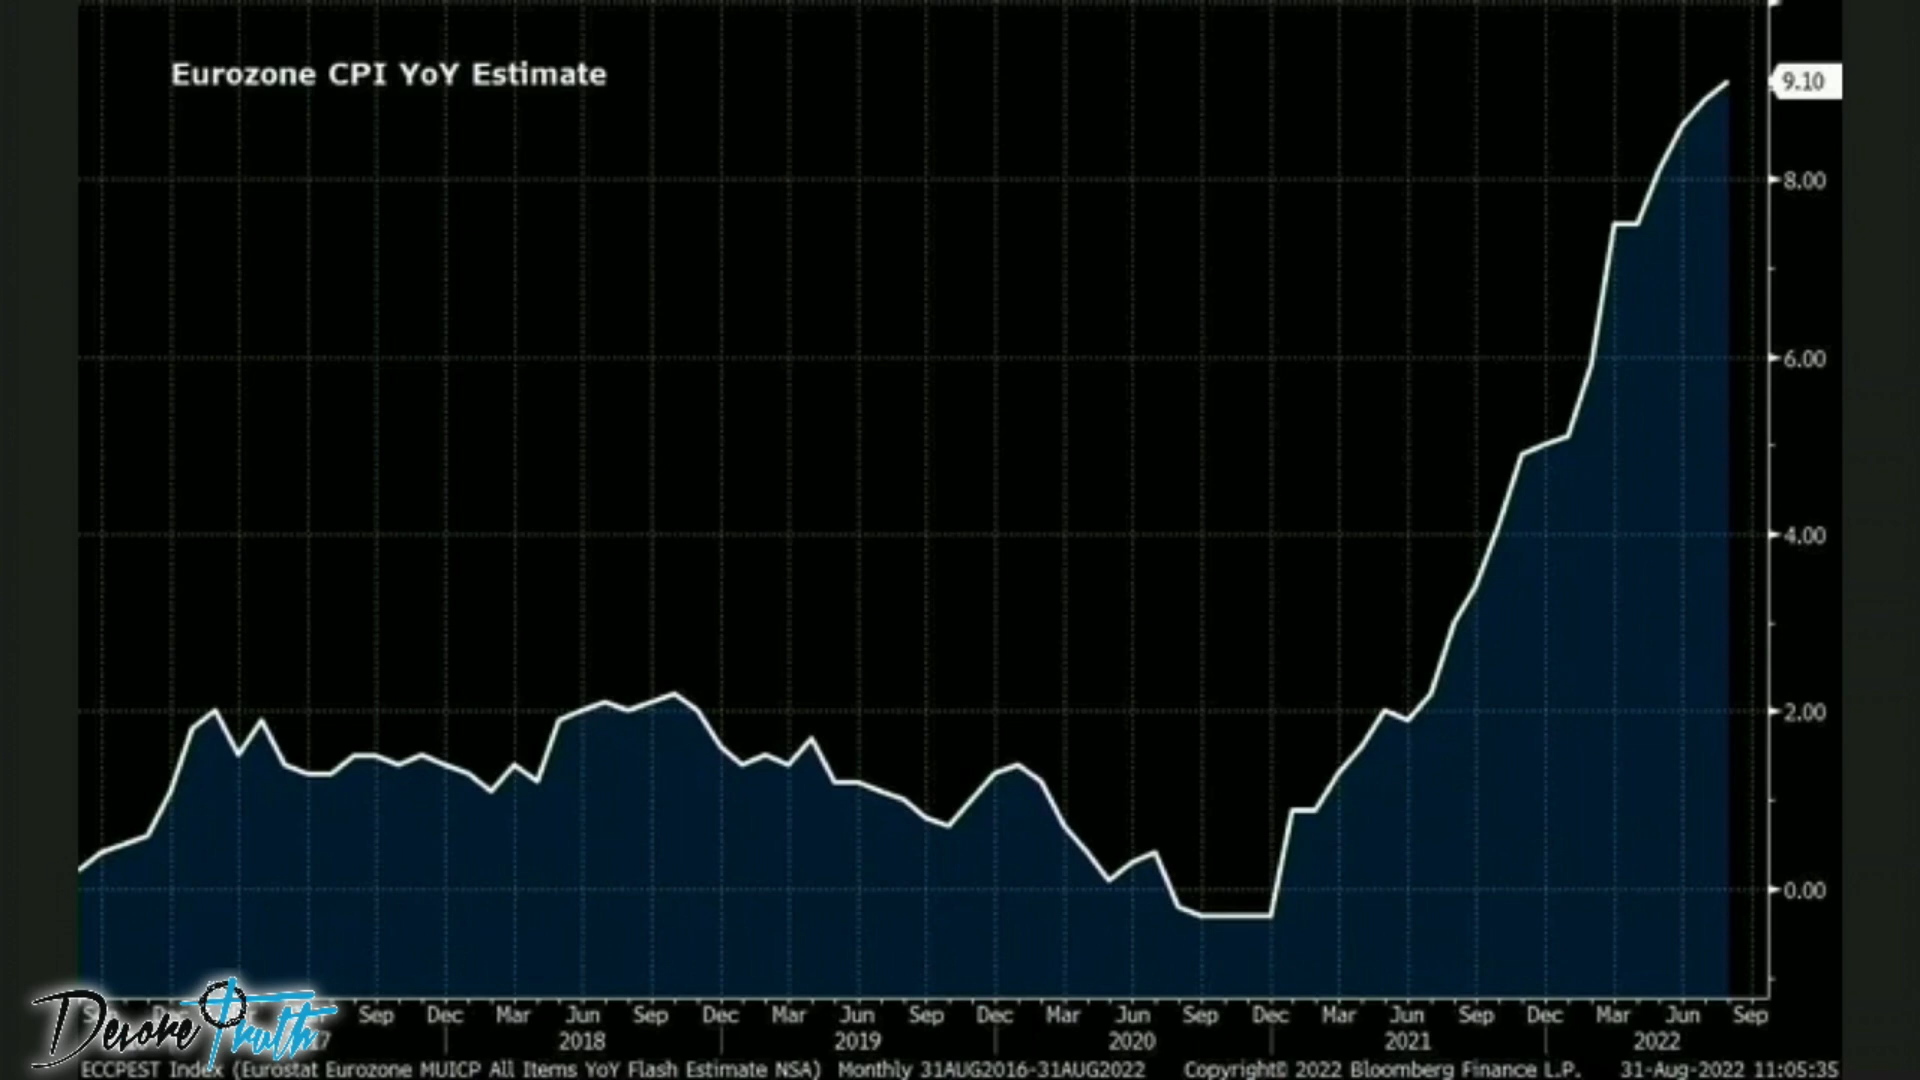 Eurozone CPI YoY Estimate
9.10
8.00
6.00
4.00
2.00
0.00
Sep Dec Mar Jun Sep Dec Mar Jun Sep Dec Mar Jun Sep Dec Mar Jun Sep Dec Mar Jun Sep
2018 2019 2020 2021 2022
Devore Truth
ECCPEST Index (Eurostat Eurozone MUICP All Items YoY Flash Estimate NSA) Monthly 31AUG2016-31AUG2022 Copyright© 2022 Bloomberg Finance L.P. 31-Aug-2022 11:05:35